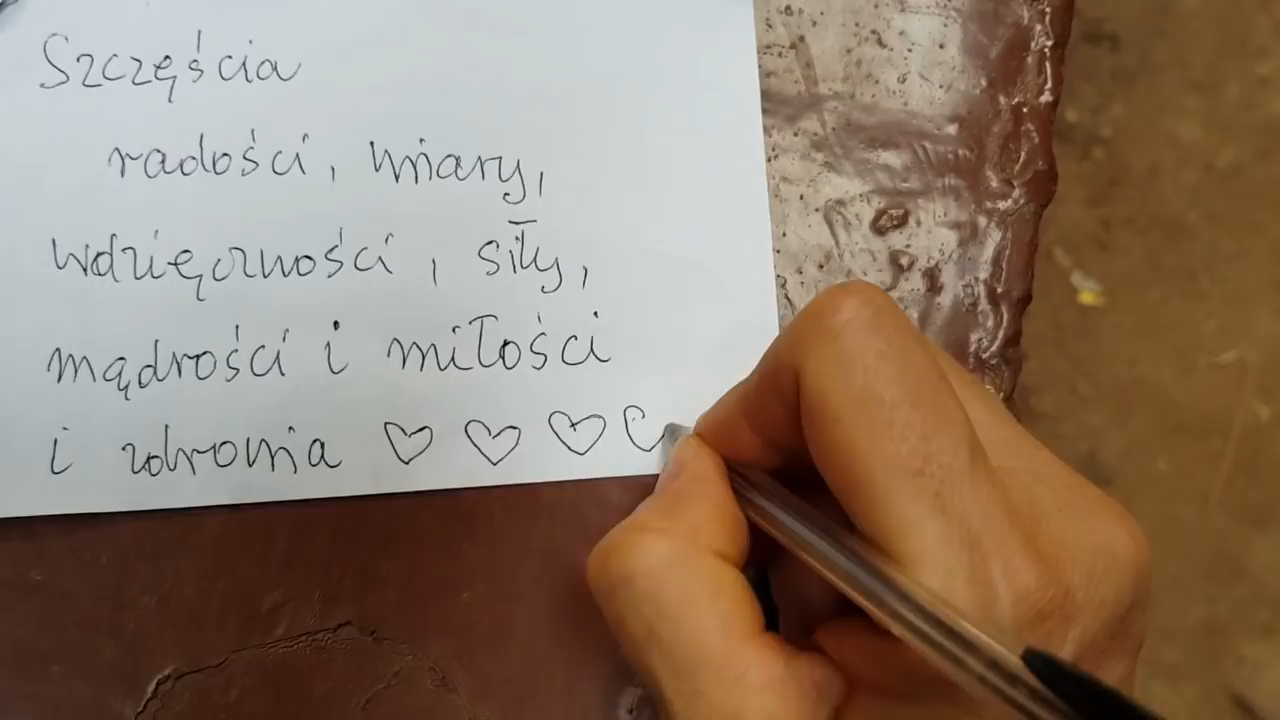 Szczęścia
radości, wiary,
wdzięczności, siły,
mądrości i miłości
i zdrowia ♡ ♡ ♡